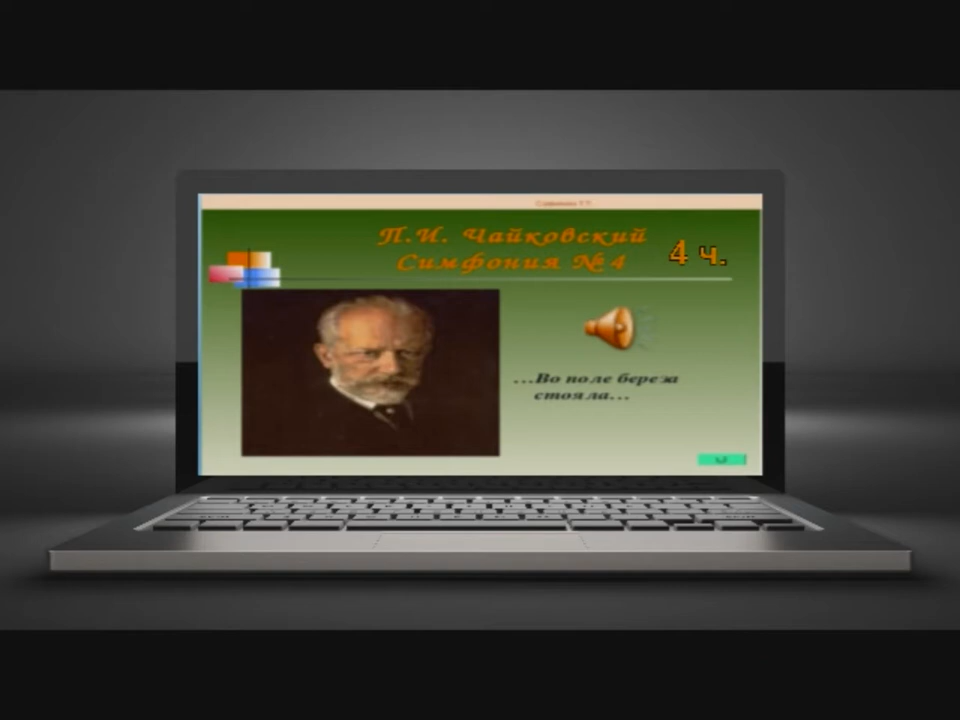 П.И. Чайковский
Симфония № 4
4 ч.
...Во поле береза
стояла...